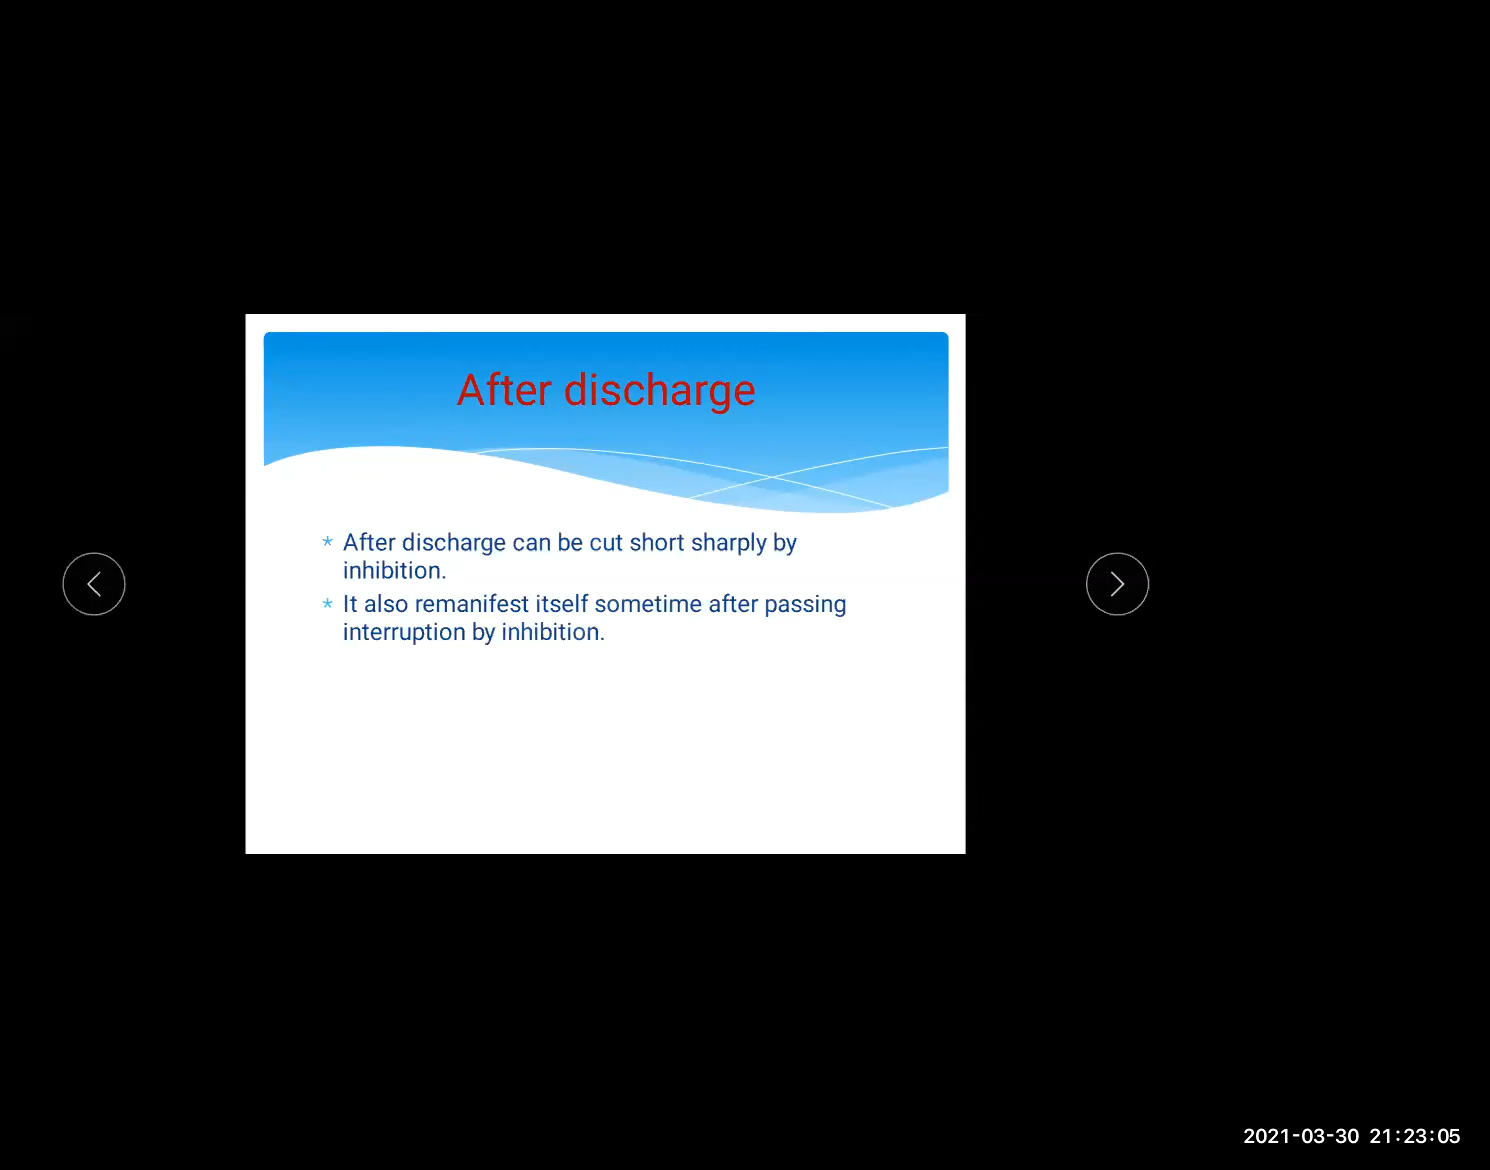 After discharge
* After discharge can be cut short sharply by
inhibition.
* It also remanifest itself sometime after passing
interruption by inhibition.
2021-03-30 21:23:05